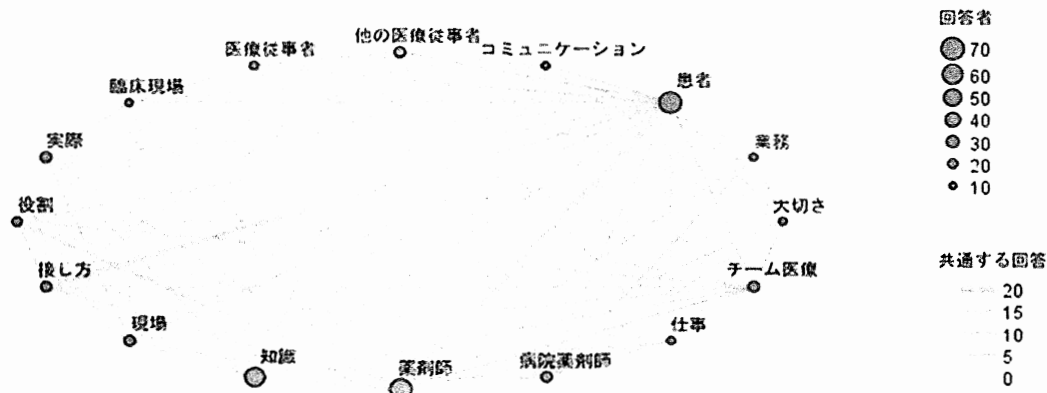 他の医療従事者
医療従事者
コミュニケーション
臨床現場
患者
実際
業務
役割
大切さ
接し方
チーム医療
現場
仕事
知識
薬剤師
病院薬剤師
回答者
70
60
50
40
30
20
10
共通する回答
20
15
10
5
0